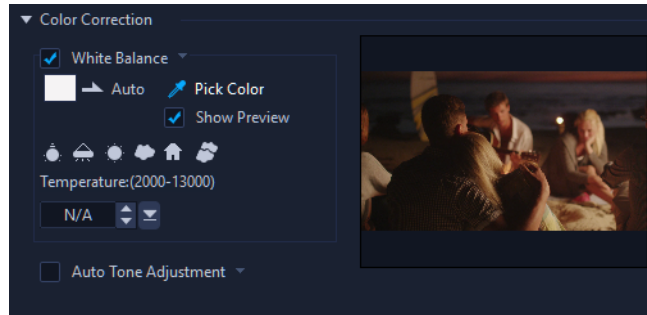 Color Correction
White Balance
Auto
Pick Color
Show Preview
Temperature:(2000-13000)
N/A
Auto Tone Adjustment